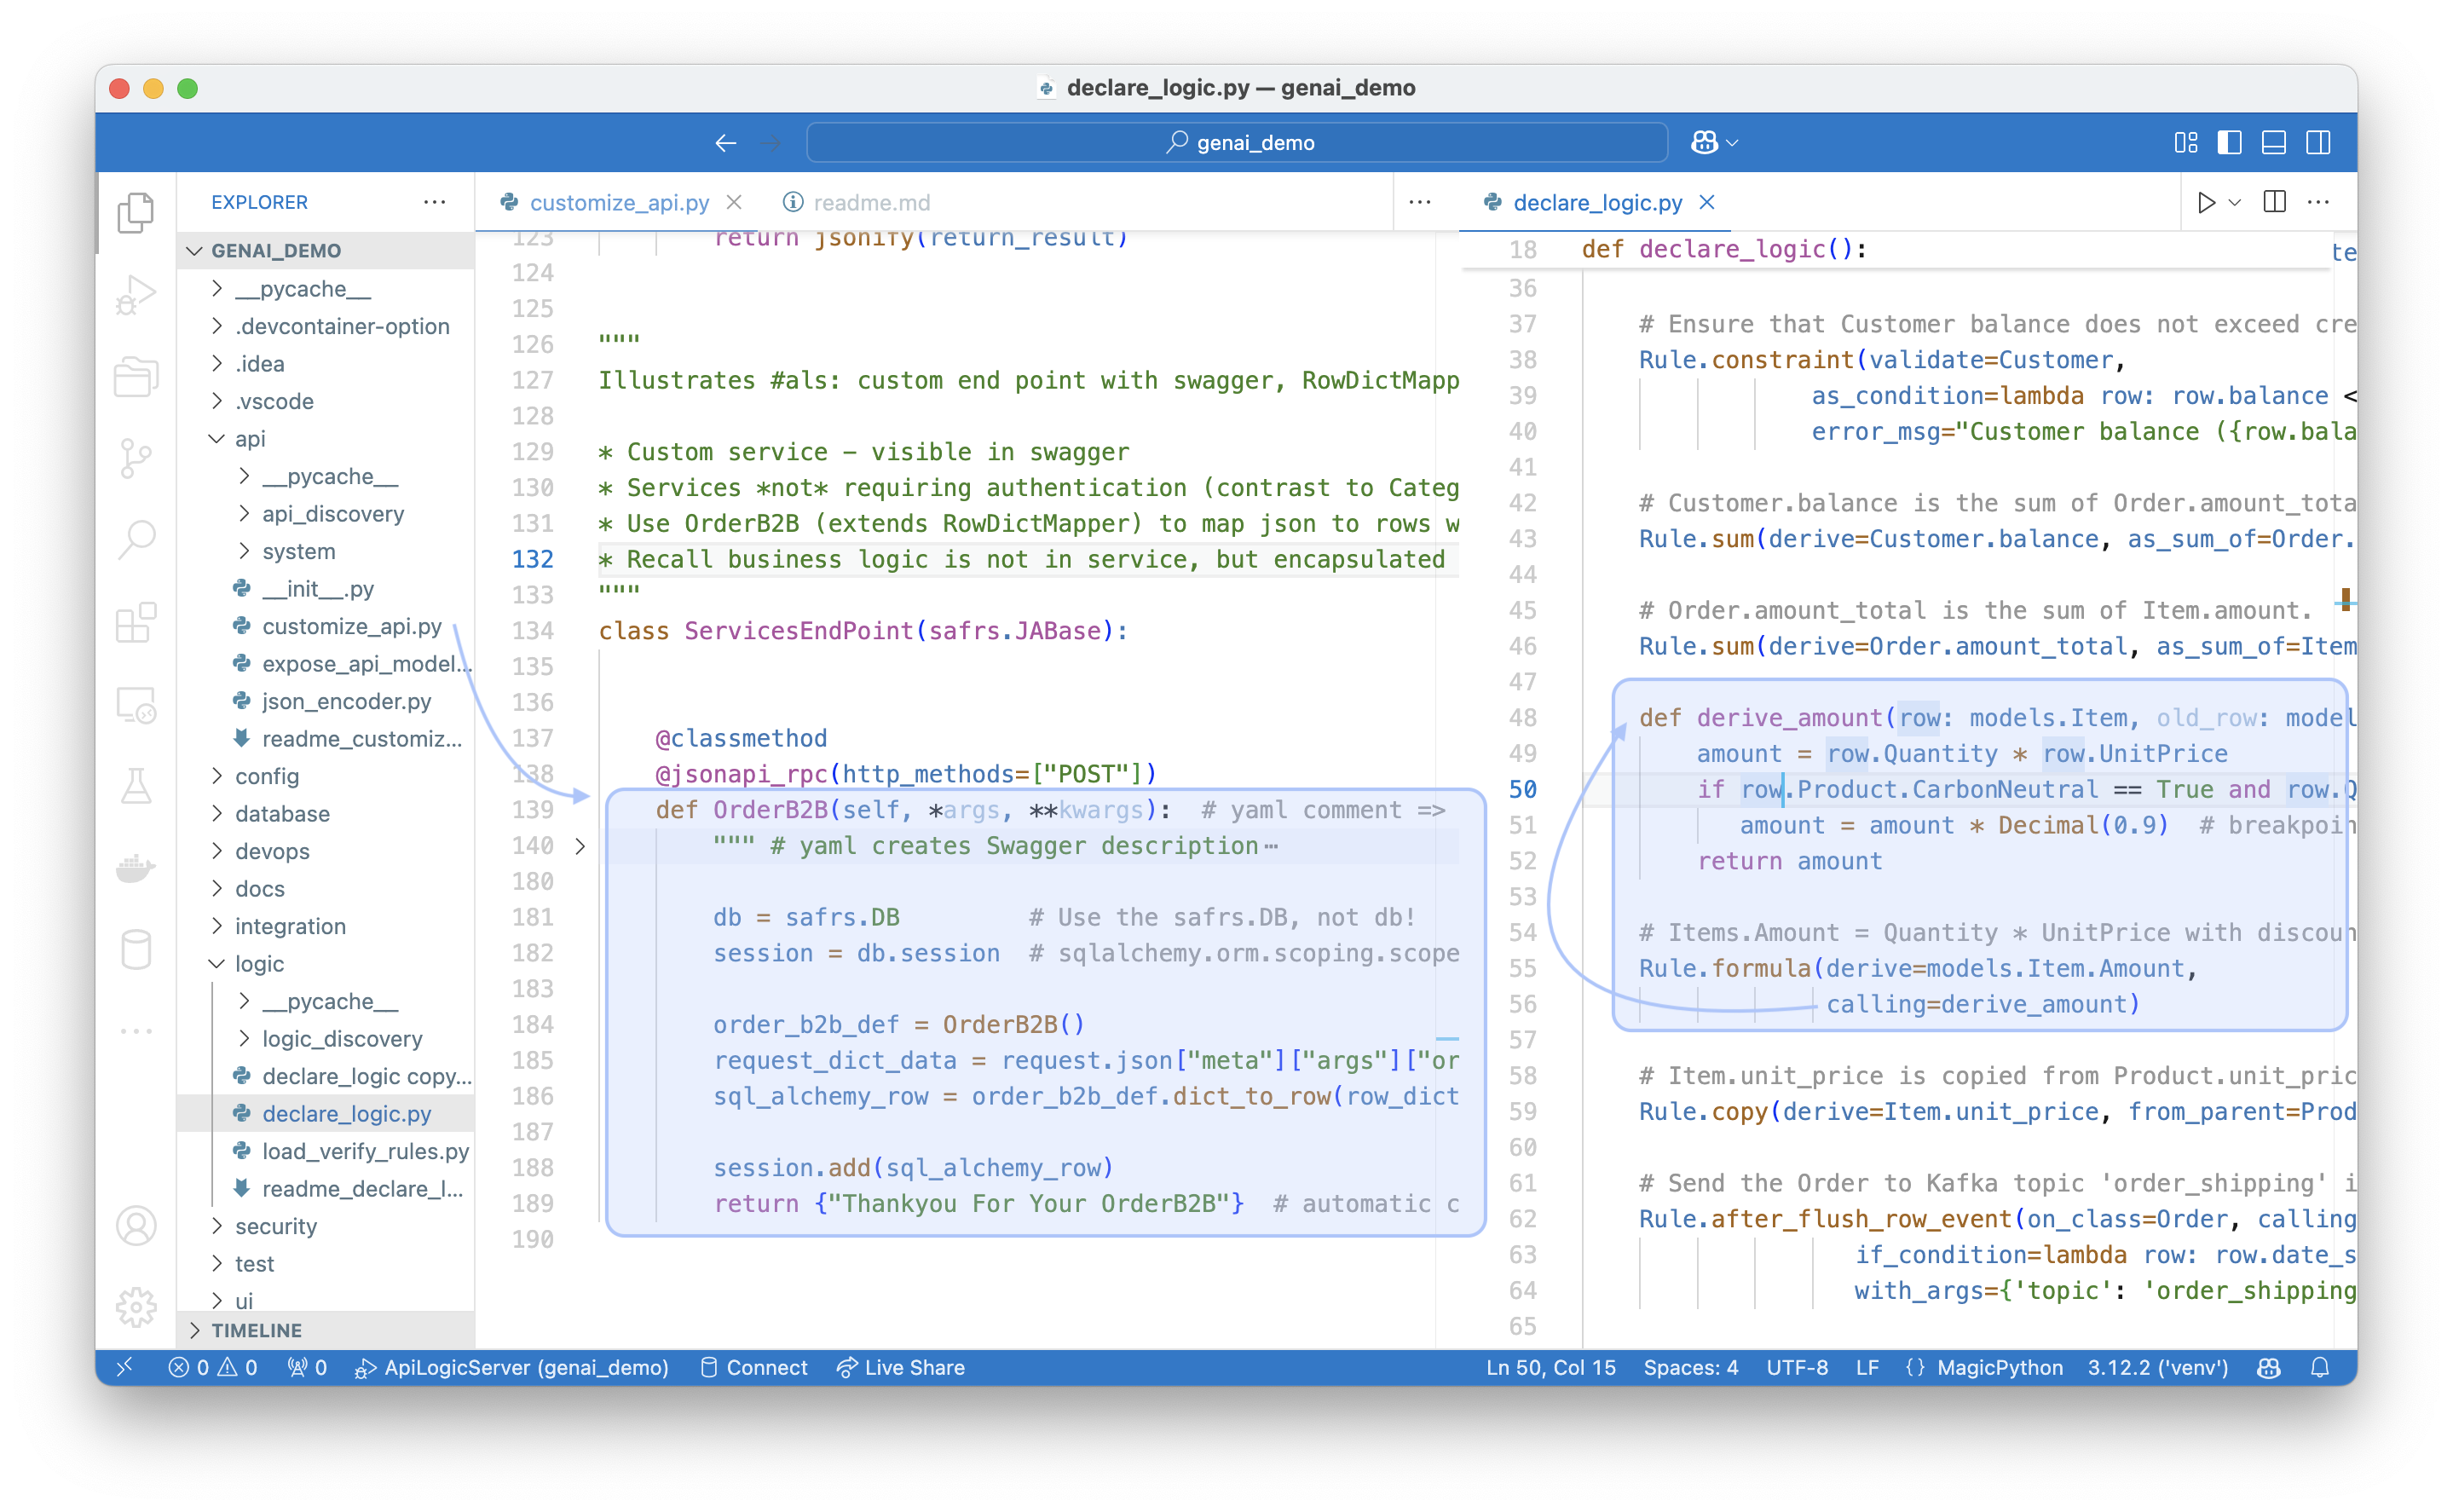 declare_logic.py — genai_demo
genai_demo
EXPLORER
GENAI_DEMO
__pycache__
.devcontainer-option
.idea
.vscode
api
__pycache__
api_discovery
system
__init__.py
customize_api.py
expose_api_model...
json_encoder.py
readme_customiz...
config
database
devops
docs
integration
logic
__pycache__
logic_discovery
declare_logic copy...
declare_logic.py
load_verify_rules.py
readme_declare_l...
security
test
ui
TIMELINE
customize_api.py
readme.md
123 return jsonify(return_result)
124
125
126 """
127 Illustrates #als: custom end point with swagger, RowDictMapp
128
129 * Custom service - visible in swagger
130 * Services *not* requiring authentication (contrast to Categ
131 * Use OrderB2B (extends RowDictMapper) to map json to rows w
132 * Recall business logic is not in service, but encapsulated
133 """
134 class ServicesEndPoint(safrs.JABase):
135
136
137 @classmethod
138 @jsonapi_rpc(http_methods=["POST"])
139 def OrderB2B(self, *args, **kwargs):  # yaml comment =>
140 """ # yaml creates Swagger description…
180
181 db = safrs.DB         # Use the safrs.DB, not db!
182 session = db.session  # sqlalchemy.orm.scoping.scope
183
184 order_b2b_def = OrderB2B()
185 request_dict_data = request.json["meta"]["args"]["or
186 sql_alchemy_row = order_b2b_def.dict_to_row(row_dict
187
188 session.add(sql_alchemy_row)
189 return {"Thankyou For Your OrderB2B"}  # automatic c
190
declare_logic.py
18 def declare_logic():
te
36
37 # Ensure that Customer balance does not exceed cre
38 Rule.constraint(validate=Customer,
39 as_condition=lambda row: row.balance <
40 error_msg="Customer balance ({row.bala
41
42 # Customer.balance is the sum of Order.amount_tota
43 Rule.sum(derive=Customer.balance, as_sum_of=Order.
44
45 # Order.amount_total is the sum of Item.amount.
46 Rule.sum(derive=Order.amount_total, as_sum_of=Item
47
48 def derive_amount(row: models.Item, old_row: model
49 amount = row.Quantity * row.UnitPrice
50 if row.Product.CarbonNeutral == True and row.Q
51 amount = amount * Decimal(0.9)  # breakpoin
52 return amount
53
54 # Items.Amount = Quantity * UnitPrice with discoun
55 Rule.formula(derive=models.Item.Amount,
56 calling=derive_amount)
57
58 # Item.unit_price is copied from Product.unit_pric
59 Rule.copy(derive=Item.unit_price, from_parent=Prod
60
61 # Send the Order to Kafka topic 'order_shipping' i
62 Rule.after_flush_row_event(on_class=Order, calling
63 if_condition=lambda row: row.date_s
64 with_args={'topic': 'order_shipping
65
0 0 0 ApiLogicServer (genai_demo) Connect Live Share Ln 50, Col 15 Spaces: 4 UTF-8 LF {} MagicPython 3.12.2 ('venv')